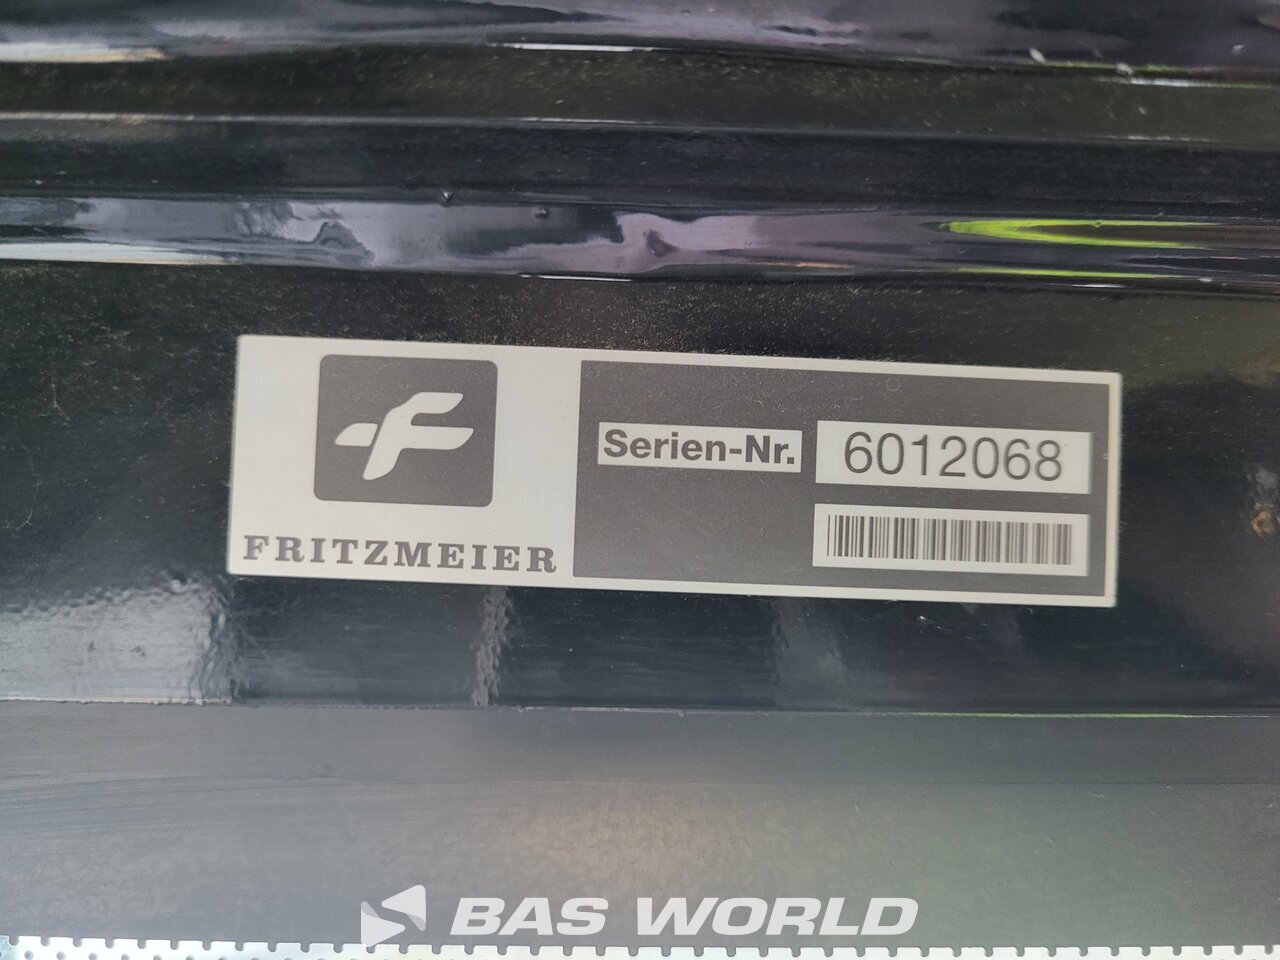 FRITZMEIER
Serien-Nr. 6012068
BAS WORLD